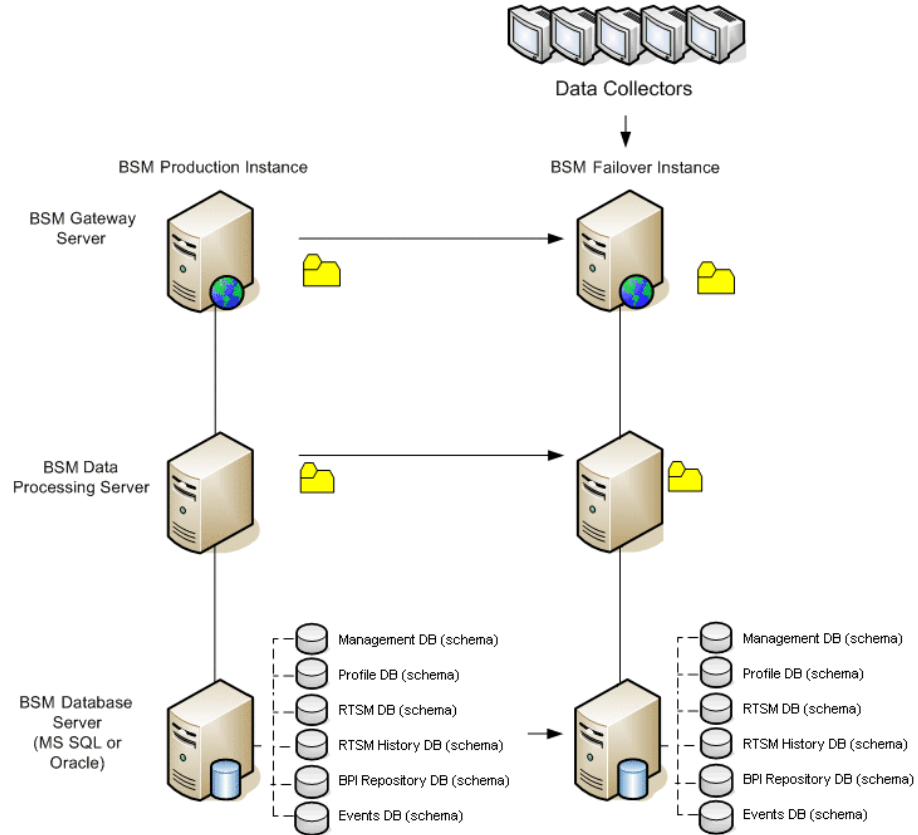 Data Collectors
BSM Production Instance
BSM Failover Instance
BSM Gateway
Server
BSM Data
Processing Server
BSM Database
Server
(MS SQL or
Oracle)
Management DB (schema)
Profile DB (schema)
RTSM DB (schema)
RTSM History DB (schema)
BPI Repository DB (schema)
Events DB (schema)
Management DB (schema)
Profile DB (schema)
RTSM DB (schema)
RTSM History DB (schema)
BPI Repository DB (schema)
Events DB (schema)